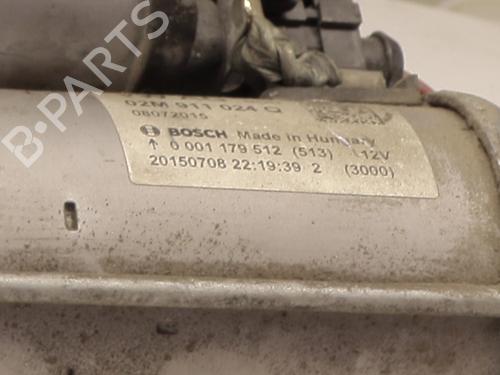 02M 911 024 Q
08072015
BOSCH Made in Hungary
↑ 0 001 179 512 (513) 12V
20150708 22:19:39 2 (3000)
B-PARTS
B-PARTS